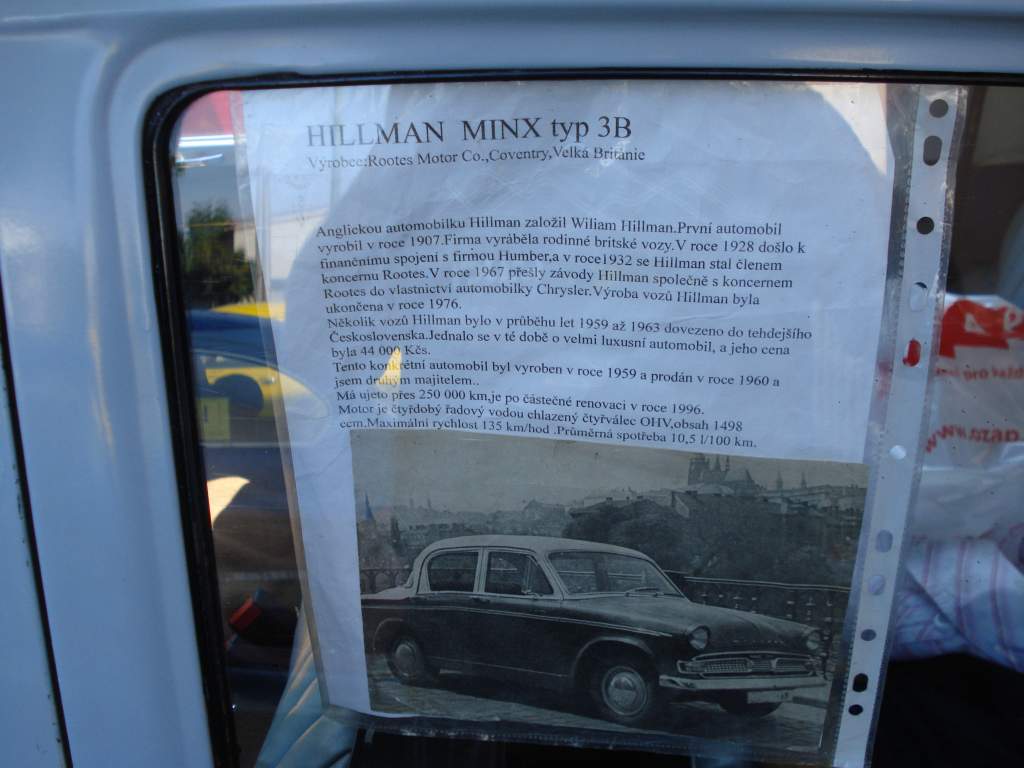 HILLMAN MINX typ 3B
Výrobce:Rootes Motor Co.,Coventry,Velká Británie
Anglickou automobilku Hillman založil Wiliam Hillman.První automobil
vyrobil v roce 1907.Firma vyráběla rodinné britské vozy.V roce 1928 došlo k
finančnímu spojení s firmou Humber,a v roce1932 se Hillman stal členem
koncernu Rootes.V roce 1967 přešly závody Hillman společně s koncernem
Rootes do vlastnictví automobilky Chrysler.Výroba vozů Hillman byla
ukončena v roce 1976.
Několik vozů Hillman bylo v průběhu let 1959 až 1963 dovezeno do tehdejšího
Československa.Jednalo se v té době o velmi luxusní automobil, a jeho cena
byla 44 000 Kčs.
Tento konkrétní automobil byl vyroben v roce 1959 a prodán v roce 1960 a
jsem druhým majitelem..
Má ujeto přes 250 000 km,je po částečné renovaci v roce 1996.
Motor je čtyřdobý řadový vodou chlazený čtyřválec OHV,obsah 1498
ccm.Maximální rychlost 135 km/hod .Průměrná spotřeba 10,5 l/100 km.